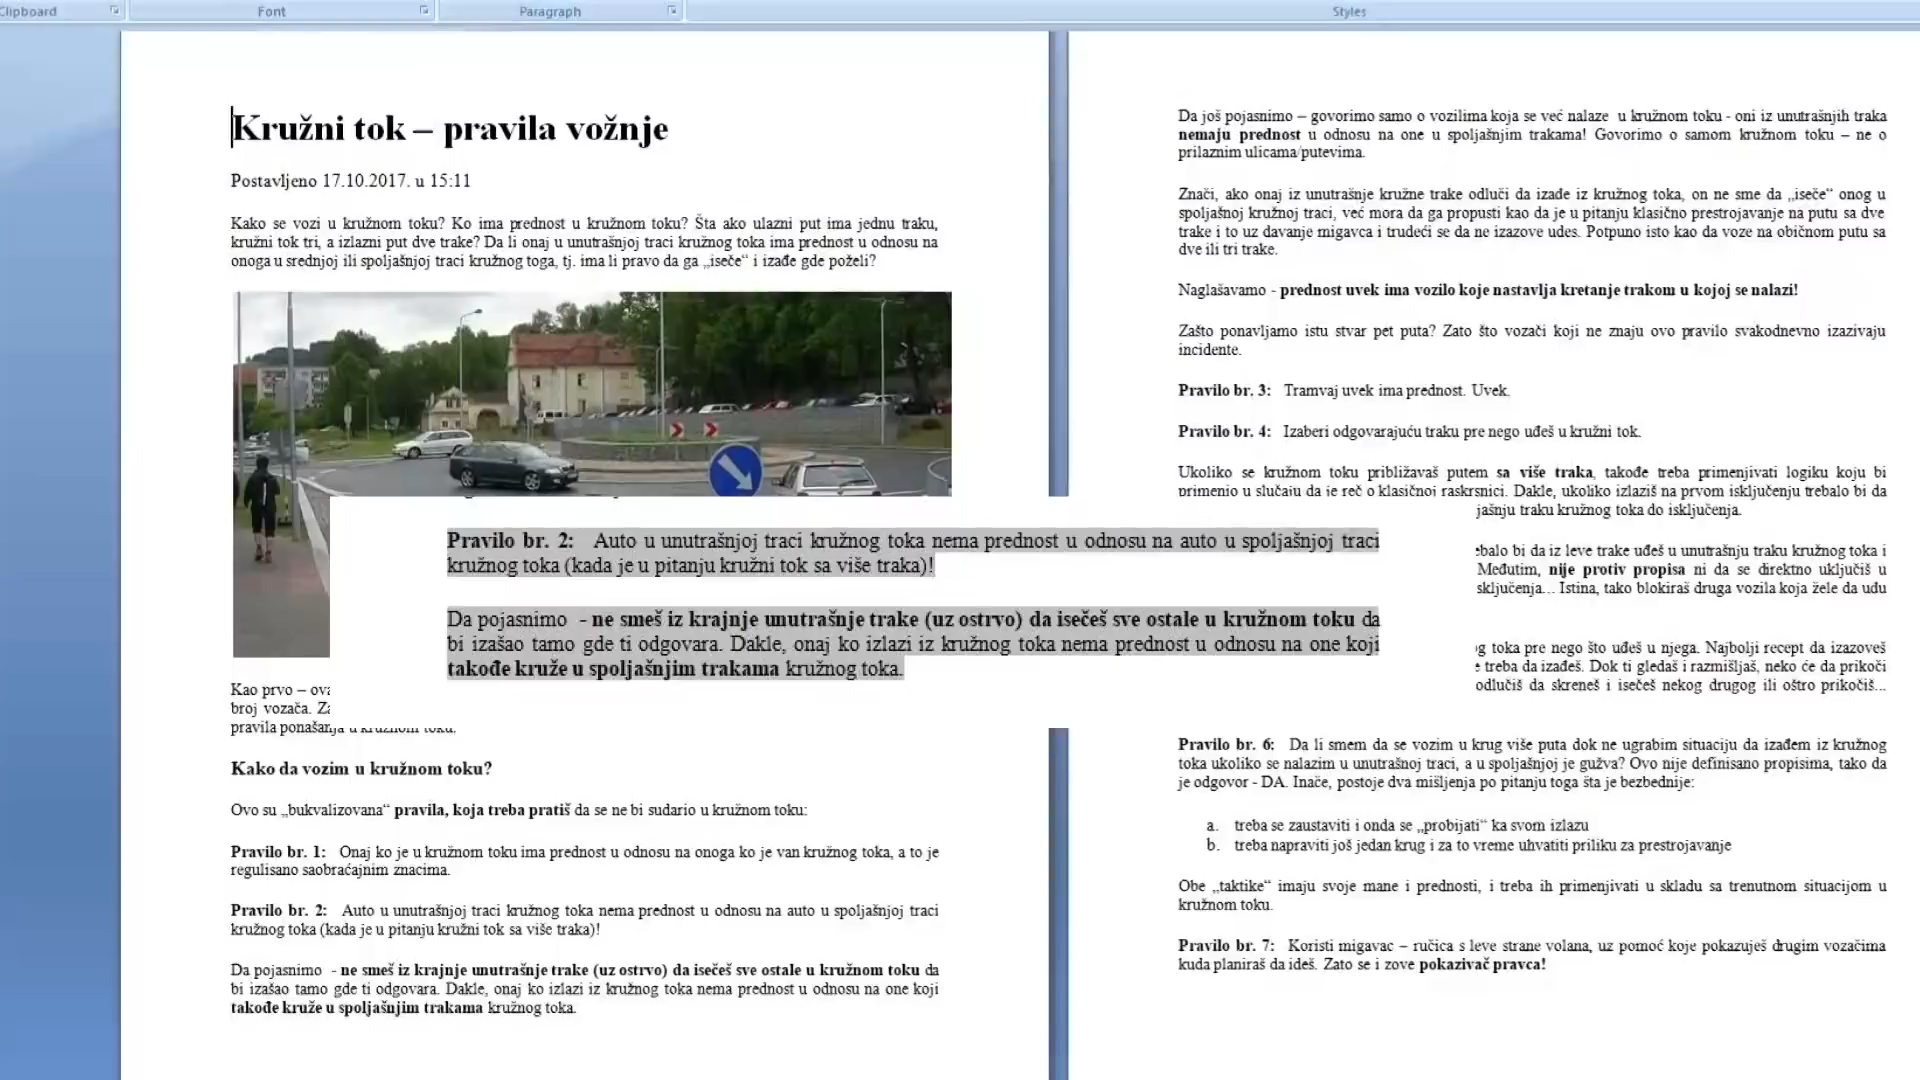 Clipboard
Font
Paragraph
Styles
Kružni tok – pravila vožnje
Postavljeno 17.10.2017. u 15:11
Kako se vozi u kružnom toku? Ko ima prednost u kružnom toku? Šta ako ulazni put ima jednu traku,
kružni tok tri, a izlazni put dve trake? Da li onaj u unutrašnjoj traci kružnog toka ima prednost u odnosu na
onoga u srednjoj ili spoljašnjoj traci kružnog toga, tj. ima li pravo da ga „iseče“ i izađe gde poželi?
Kao prvo –
broj vozača.
pravila ponašanja u kružnom toku.
Kako da vozim u kružnom toku?
Ovo su „bukvalizovana“ pravila, koja treba pratiš da se ne bi sudario u kružnom toku:
Pravilo br. 1: Onaj ko je u kružnom toku ima prednost u odnosu na onoga ko je van kružnog toka, a to je
regulisano saobraćajnim znacima.
Pravilo br. 2: Auto u unutrašnjoj traci kružnog toka nema prednost u odnosu na auto u spoljašnjoj traci
kružnog toka (kada je u pitanju kružni tok sa više traka)!
Da pojasnimo - ne smeš iz krajnje unutrašnje trake (uz ostrvo) da isečeš sve ostale u kružnom toku da
bi izašao tamo gde ti odgovara. Dakle, onaj ko izlazi iz kružnog toka nema prednost u odnosu na one koji
takođe kruže u spoljašnjim trakama kružnog toka.
Pravilo br. 2: Auto u unutrašnjoj traci kružnog toka nema prednost u odnosu na auto u spoljašnjoj traci
kružnog toka (kada je u pitanju kružni tok sa više traka)!
Da pojasnimo - ne smeš iz krajnje unutrašnje trake (uz ostrvo) da isečeš sve ostale u kružnom toku da
bi izašao tamo gde ti odgovara. Dakle, onaj ko izlazi iz kružnog toka nema prednost u odnosu na one koji
takođe kruže u spoljašnjim trakama kružnog toka.
Da još pojasnimo – govorimo samo o vozilima koja se već nalaze u kružnom toku - oni iz unutrašnjih traka
nemaju prednost u odnosu na one u spoljašnjim trakama! Govorimo o samom kružnom toku – ne o
prilaznim ulicama/putevima.
Znači, ako onaj iz unutrašnje kružne trake odluči da izađe iz kružnog toka, on ne sme da „iseče“ onog u
spoljašnoj kružnoj traci, već mora da ga propusti kao da je u pitanju klasično prestrojavanje na putu sa dve
trake i to uz davanje migavca i trudeći se da ne izazove udes. Potpuno isto kao da voze na običnom putu sa
dve ili tri trake.
Naglašavamo - prednost uvek ima vozilo koje nastavlja kretanje trakom u kojoj se nalazi!
Zašto ponavljamo istu stvar pet puta? Zato što vozači koji ne znaju ovo pravilo svakodnevno izazivaju
incidente.
Pravilo br. 3: Tramvaj uvek ima prednost. Uvek.
Pravilo br. 4: Izaberi odgovarajuću traku pre nego uđeš u kružni tok.
Ukoliko se kružnom toku približavaš putem sa više traka, takođe treba primenjivati logiku koju bi
primenio u slučaju da je reč o klasičnoj raskrsnici. Dakle, ukoliko izlaziš na prvom isključenju trebalo bi da
traku kružnog toka do isključenja.
bi da iz leve trake uđeš u unutrašnju traku kružnog toka i
Međutim, nije protiv propisa ni da se direktno uključiš u
Istina, tako blokiraš druga vozila koja žele da uđu
toka pre nego što uđeš u njega. Najbolji recept da izazoveš
treba da izađeš. Dok ti gledaš i razmišljaš, neko će da prikoči
odlučiš da skreneš i isečeš nekog drugog ili oštro prikočiš...
Pravilo br. 6: Da li smem da se vozim u krug više puta dok ne ugrabim situaciju da izađem iz kružnog
toka ukoliko se nalazim u unutrašnoj traci, a u spoljašnjoj je gužva? Ovo nije definisano propisima, tako da
je odgovor - DA. Inače, postoje dva mišljenja po pitanju toga šta je bezbednije:
a. treba se zaustaviti i onda se „probijati“ ka svom izlazu
b. treba napraviti još jedan krug i za to vreme uhvatiti priliku za prestrojavanje
Obe „taktike“ imaju svoje mane i prednosti, i treba ih primenjivati u skladu sa trenutnom situacijom u
kružnom toku.
Pravilo br. 7: Koristi migavac – ručica s leve strane volana, uz pomoć koje pokazuješ drugim vozačima
kuda planiraš da ideš. Zato se i zove pokazivač pravca!